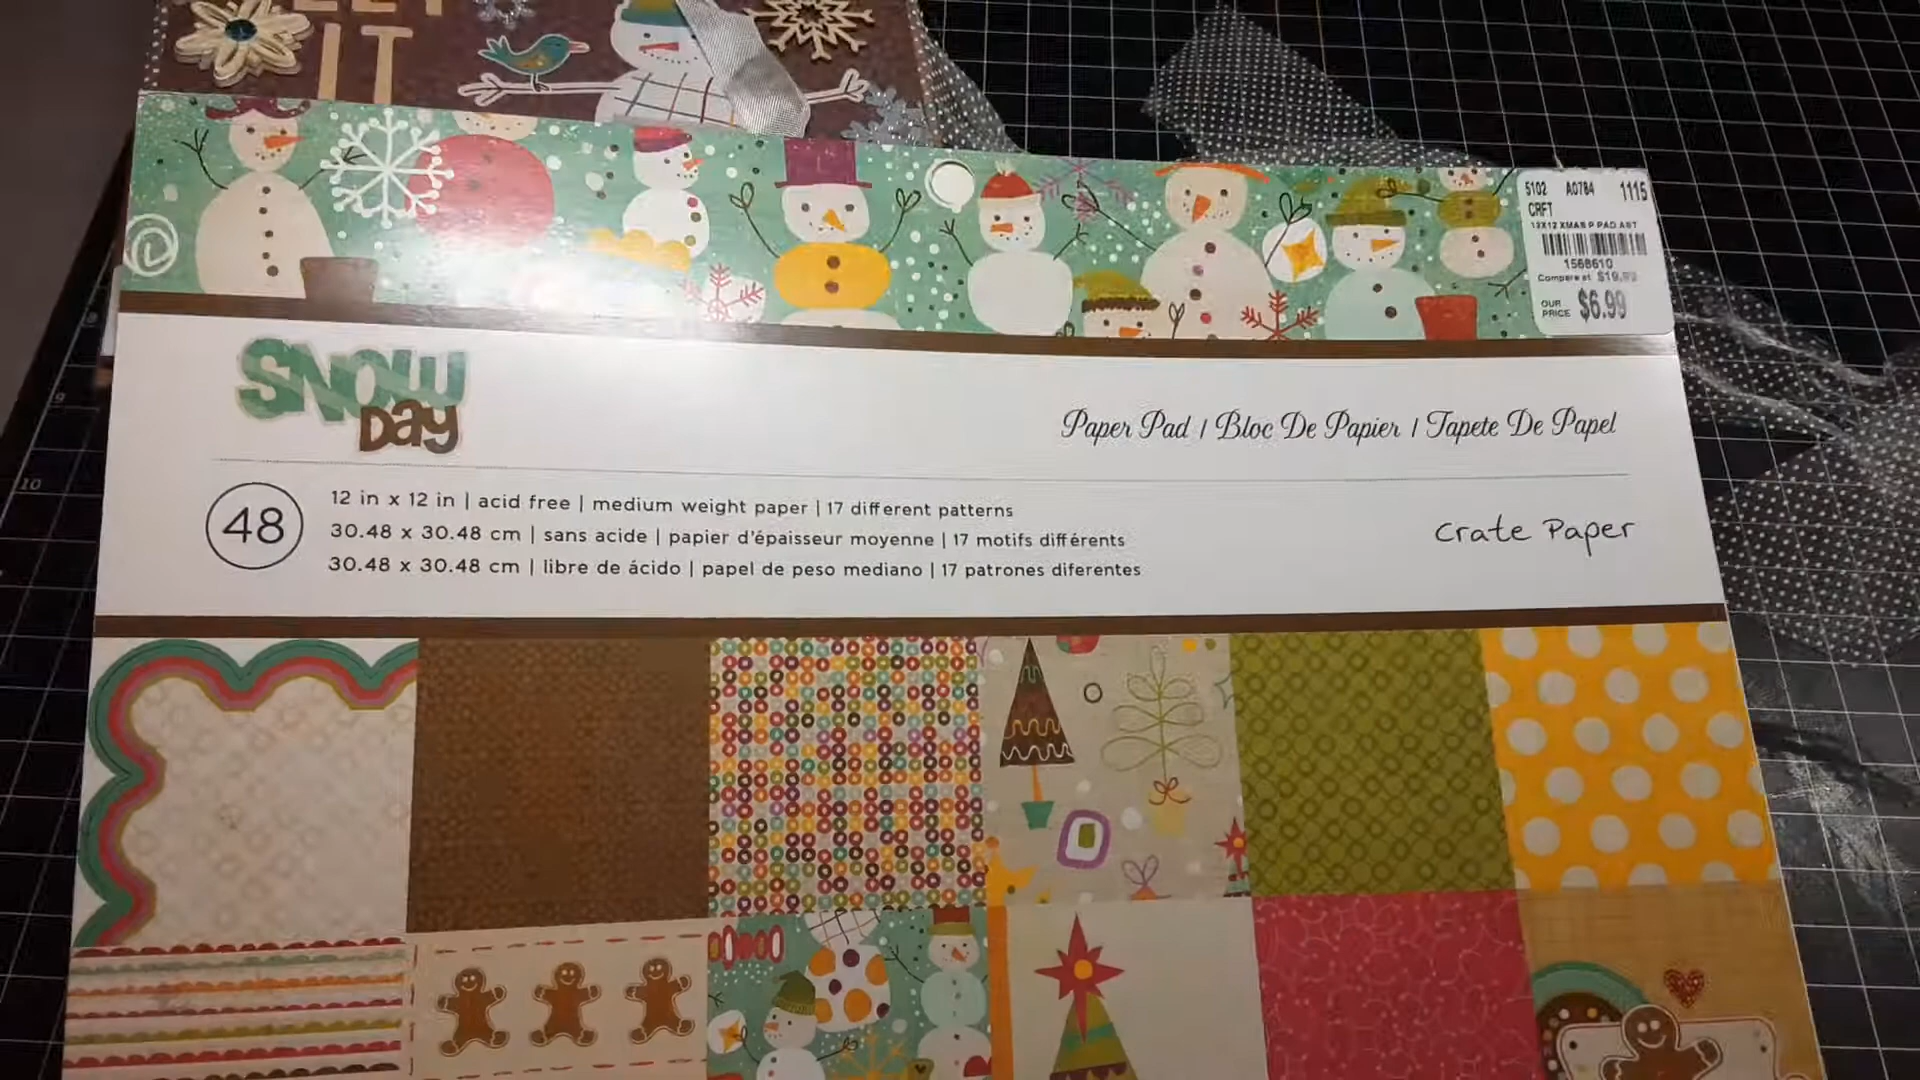 IT
5102 A0784 1115
CRFT
12X12 XMAS P PAD AST
1568610
Compare at $19.99
OUR PRICE $6.99
SNOW
Day
Paper Pad / Bloc De Papier / Tapete De Papel
48
12 in x 12 in | acid free | medium weight paper | 17 different patterns
30.48 x 30.48 cm | sans acide | papier d'épaisseur moyenne | 17 motifs différents
30.48 x 30.48 cm | libre de ácido | papel de peso mediano | 17 patrones diferentes
Crate Paper
9
10